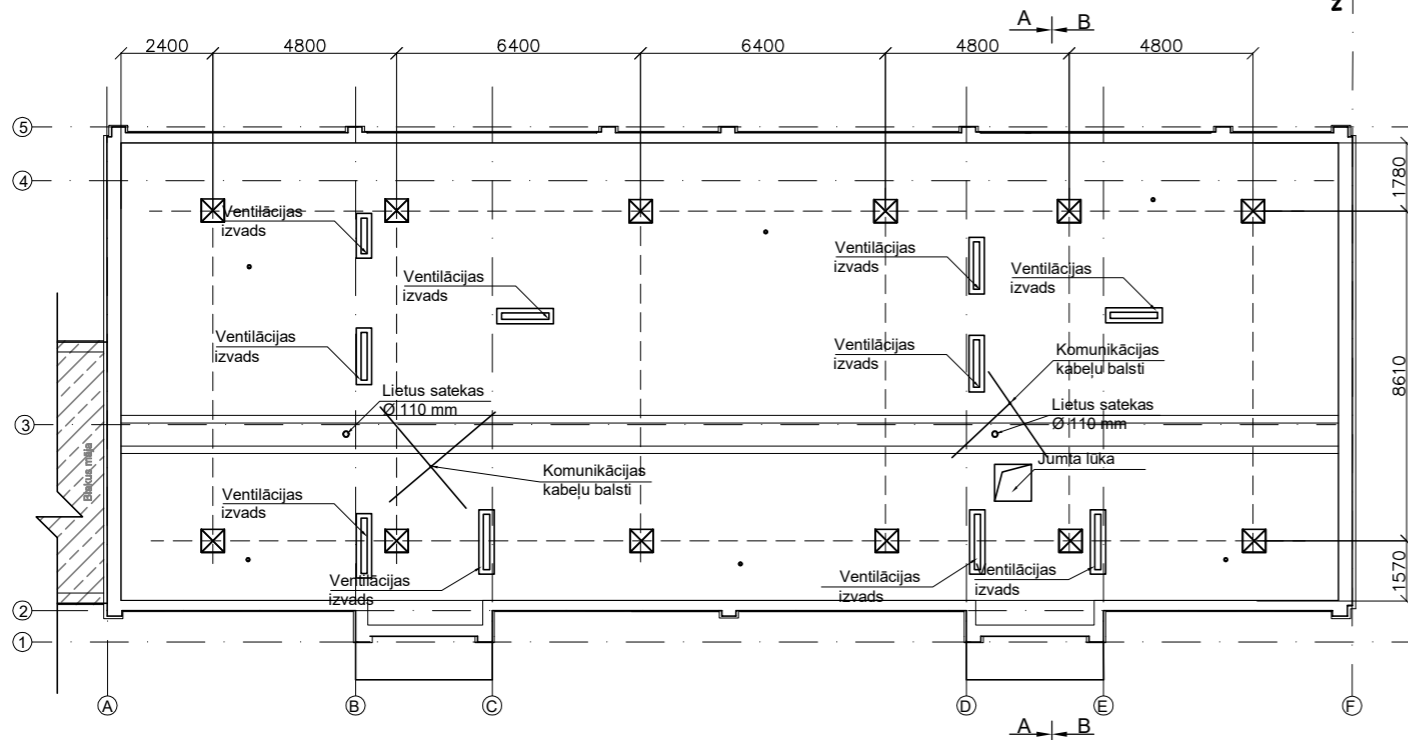 z
A B
2400 4800 6400 6400 4800 4800
5
4
1780
Ventilācijas
izvads
Ventilācijas
izvads
Ventilācijas
izvads
Ventilācijas
izvads
Ventilācijas
izvads
Ventilācijas
izvads
Komunikācijas
kabeļu balsti
8610
Lietus satekas
Ø 110 mm
Lietus satekas
Ø 110 mm
3
Jumta lūka
Blakus māja
Komunikācijas
kabeļu balsti
Ventilācijas
izvads
Ventilācijas
izvads
Ventilācijas
izvads
Ventilācijas
izvads
1570
2
1
A B C D E F
A B